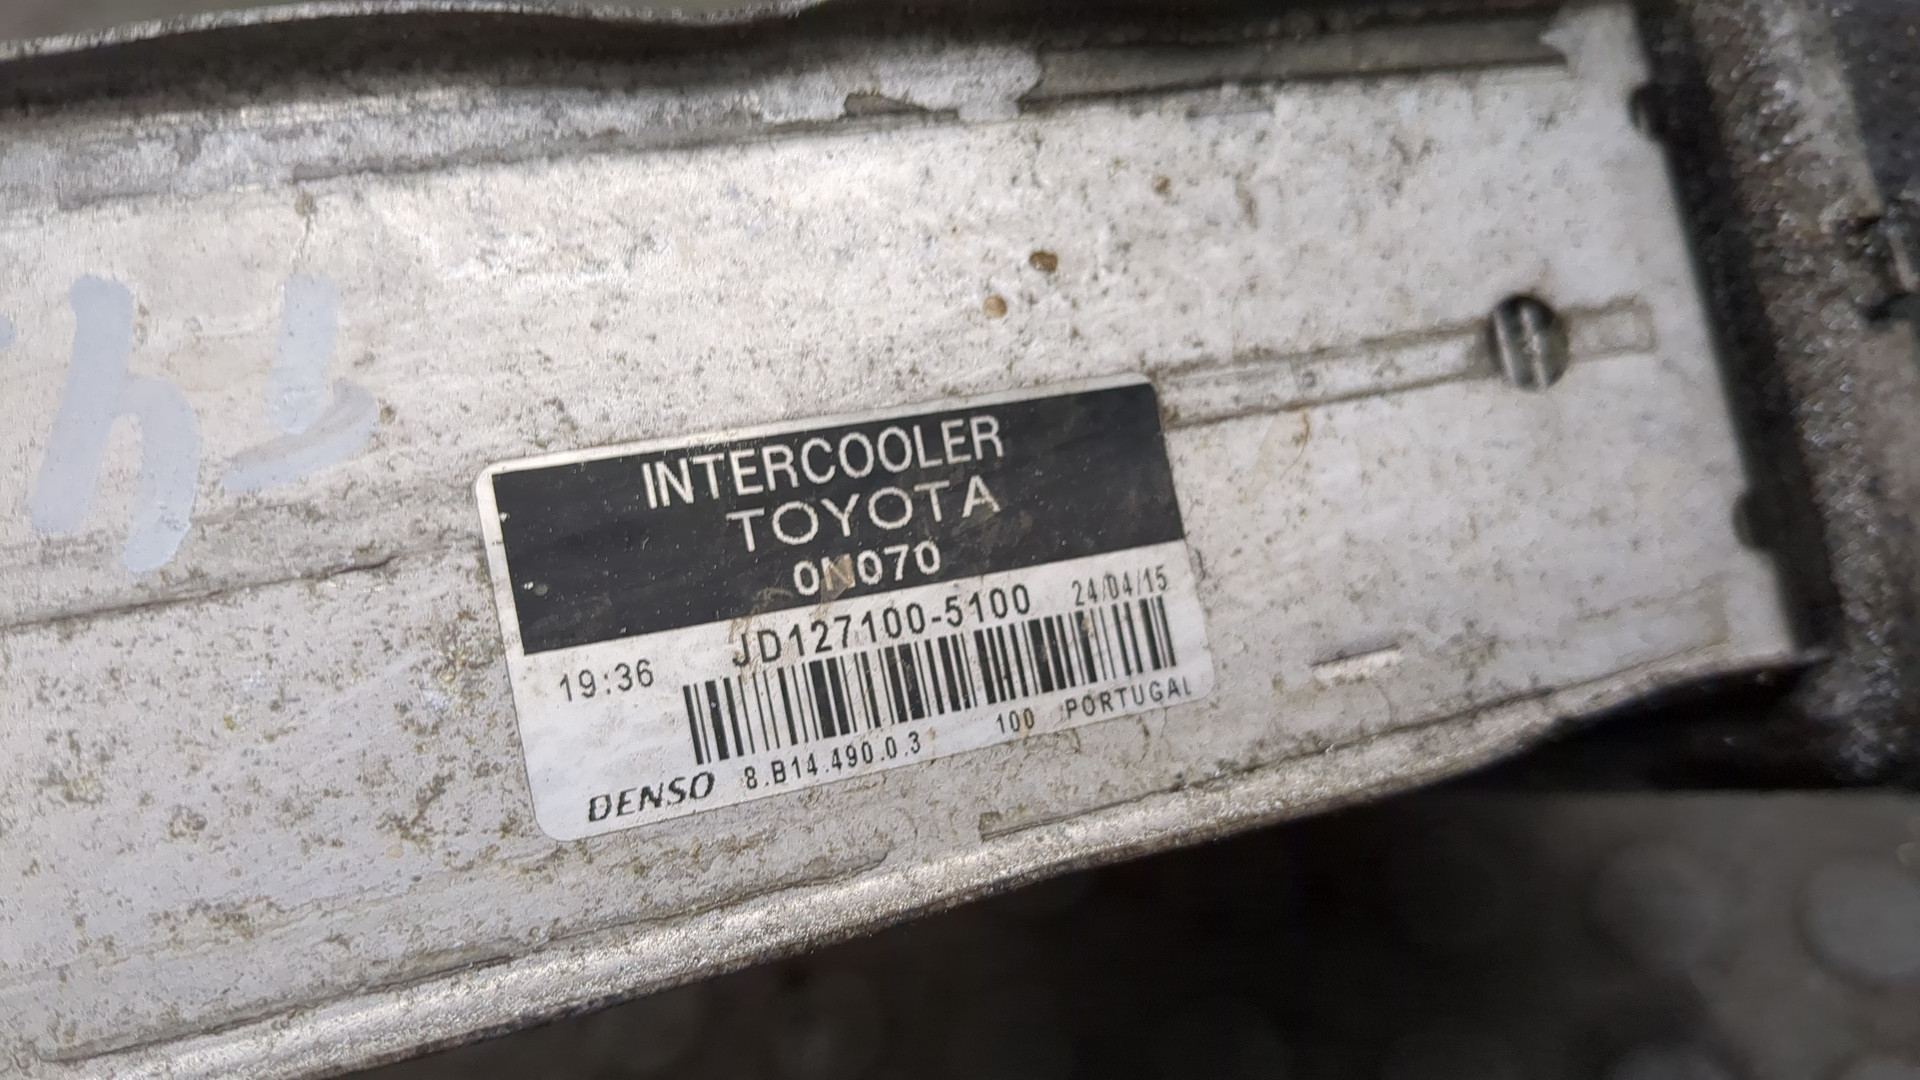 INTERCOOLER
TOYOTA
0N070
JD127100-5100 24/04/15
19:36
8.B14.490.0.3 100 PORTUGAL
DENSO